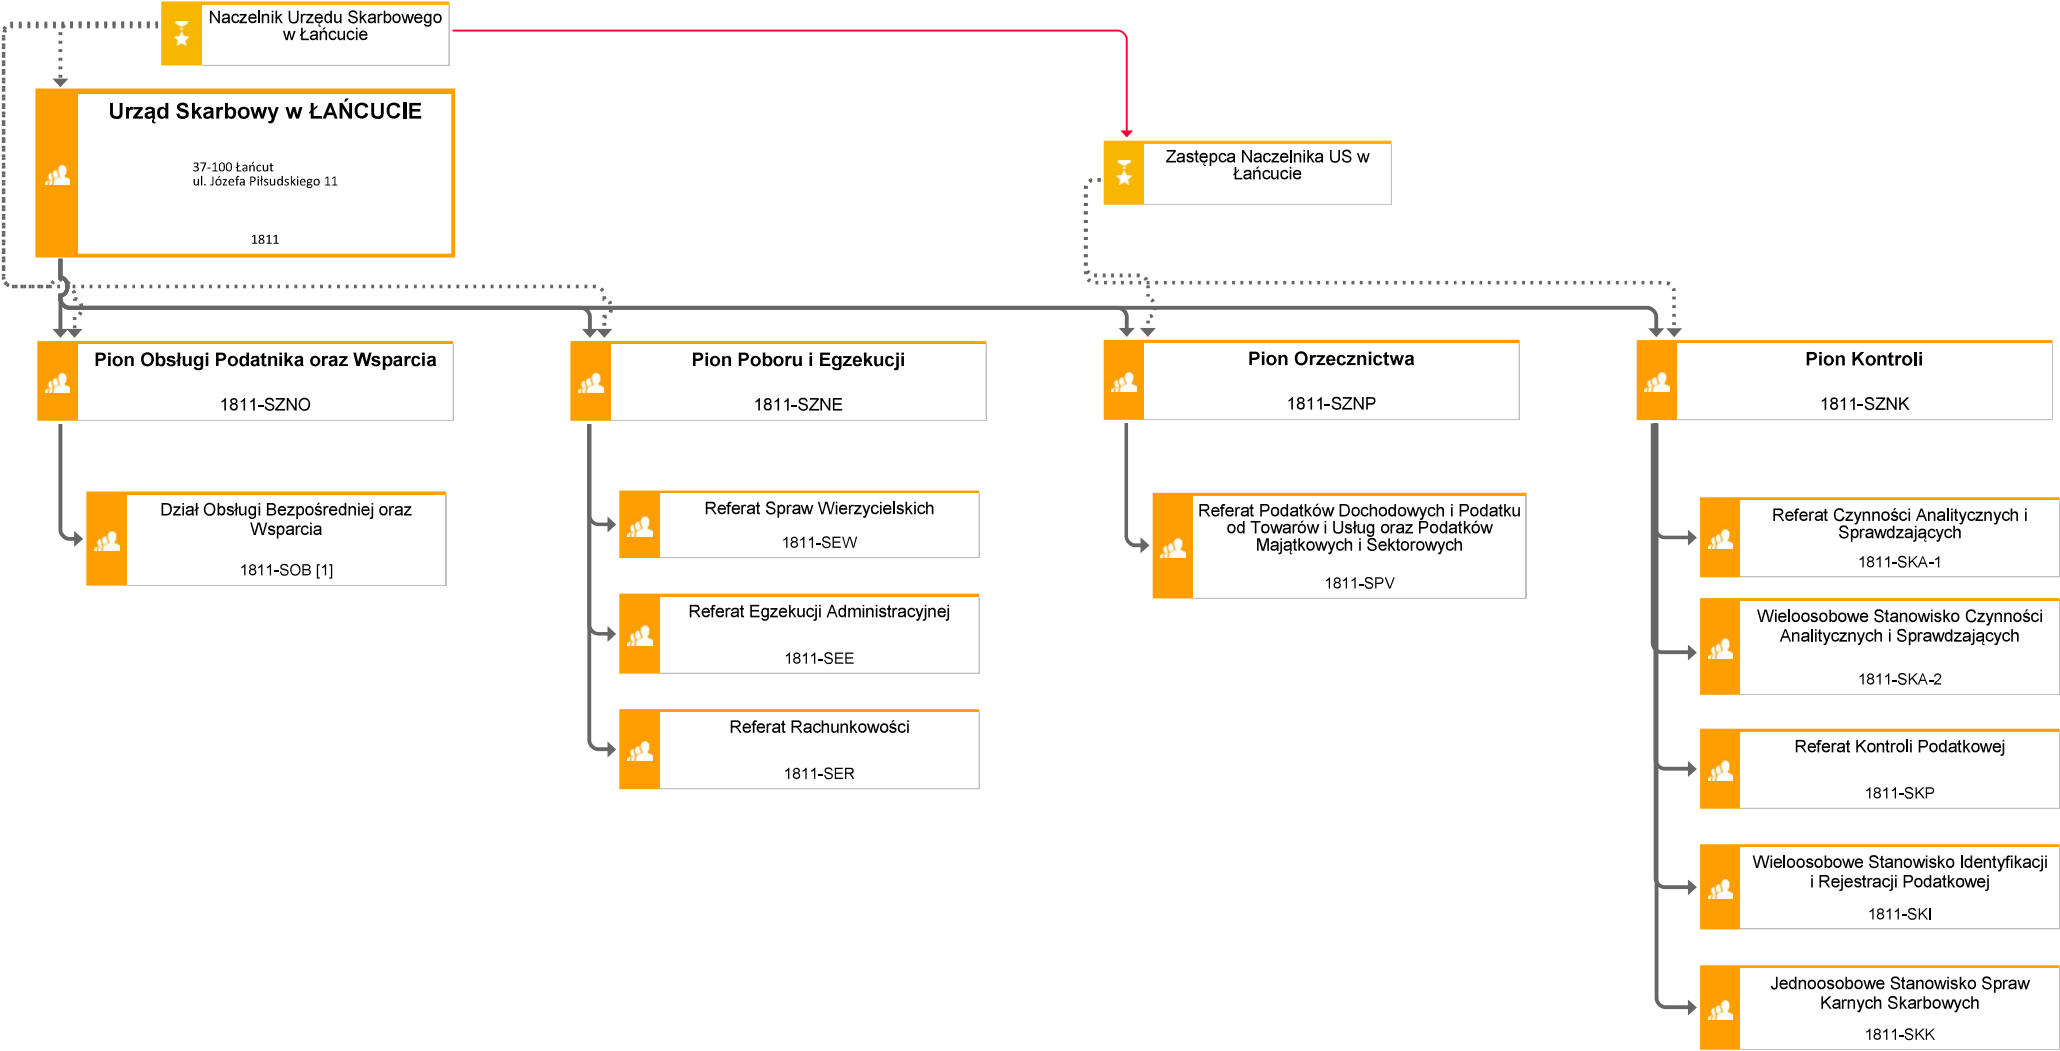 Naczelnik Urzędu Skarbowego
w Łańcucie
Urząd Skarbowy w ŁAŃCUCIE
37-100 Łańcut
ul. Józefa Piłsudskiego 11
1811
Zastępca Naczelnika US w
Łańcucie
Pion Obsługi Podatnika oraz Wsparcia
1811-SZNO
Pion Poboru i Egzekucji
1811-SZNE
Pion Orzecznictwa
1811-SZNP
Pion Kontroli
1811-SZNK
Dział Obsługi Bezpośredniej oraz
Wsparcia
1811-SOB [1]
Referat Spraw Wierzycielskich
1811-SEW
Referat Egzekucji Administracyjnej
1811-SEE
Referat Rachunkowości
1811-SER
Referat Podatków Dochodowych i Podatku
od Towarów i Usług oraz Podatków
Majątkowych i Sektorowych
1811-SPV
Referat Czynności Analitycznych i
Sprawdzających
1811-SKA-1
Wieloosobowe Stanowisko Czynności
Analitycznych i Sprawdzających
1811-SKA-2
Referat Kontroli Podatkowej
1811-SKP
Wieloosobowe Stanowisko Identyfikacji
i Rejestracji Podatkowej
1811-SKI
Jednoosobowe Stanowisko Spraw
Karnych Skarbowych
1811-SKK